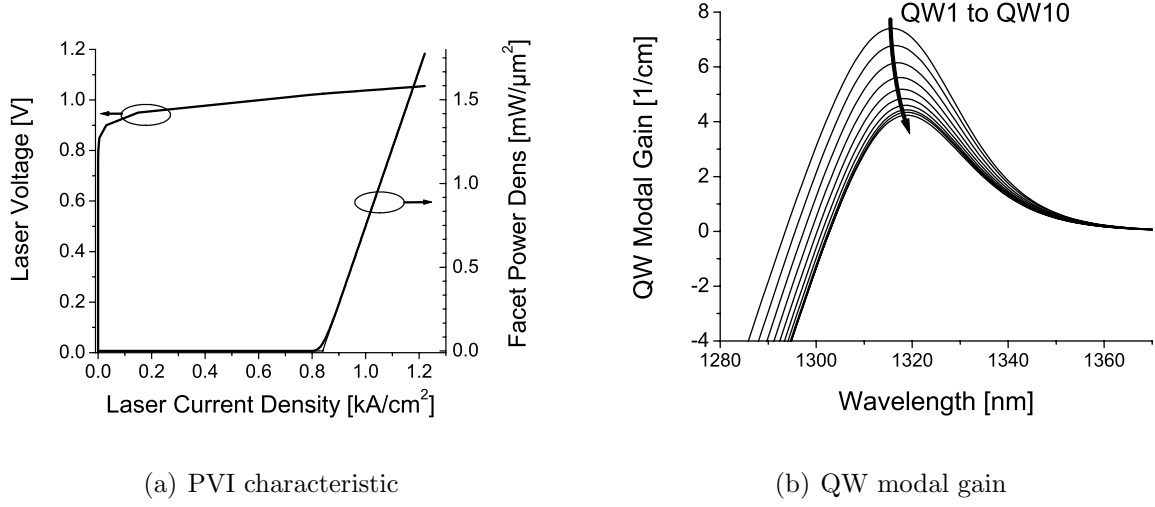 1.2
1.0
0.8
0.6
0.4
0.2
0.0
Laser Voltage [V]
0.0 0.2 0.4 0.6 0.8 1.0 1.2
Laser Current Density [kA/cm²]
1.5
1.0
0.5
0.0
Facet Power Dens [mW/µm²]
(a) PVI characteristic
QW1 to QW10
8
6
4
2
0
-2
-4
QW Modal Gain [1/cm]
1280 1300 1320 1340 1360
Wavelength [nm]
(b) QW modal gain